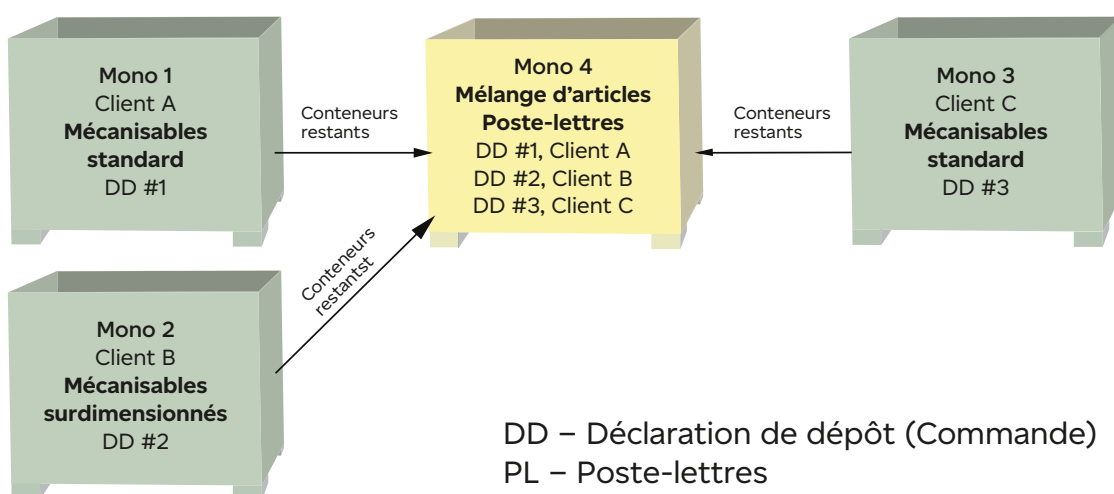 Mono 1
Client A
Mécanisables
standard
DD #1
Conteneurs
restants
Mono 4
Mélange d’articles
Poste-lettres
DD #1, Client A
DD #2, Client B
DD #3, Client C
Conteneurs
restants
Mono 3
Client C
Mécanisables
standard
DD #3
Conteneurs
restantst
Mono 2
Client B
Mécanisables
surdimensionnés
DD #2
DD – Déclaration de dépôt (Commande)
PL – Poste-lettres